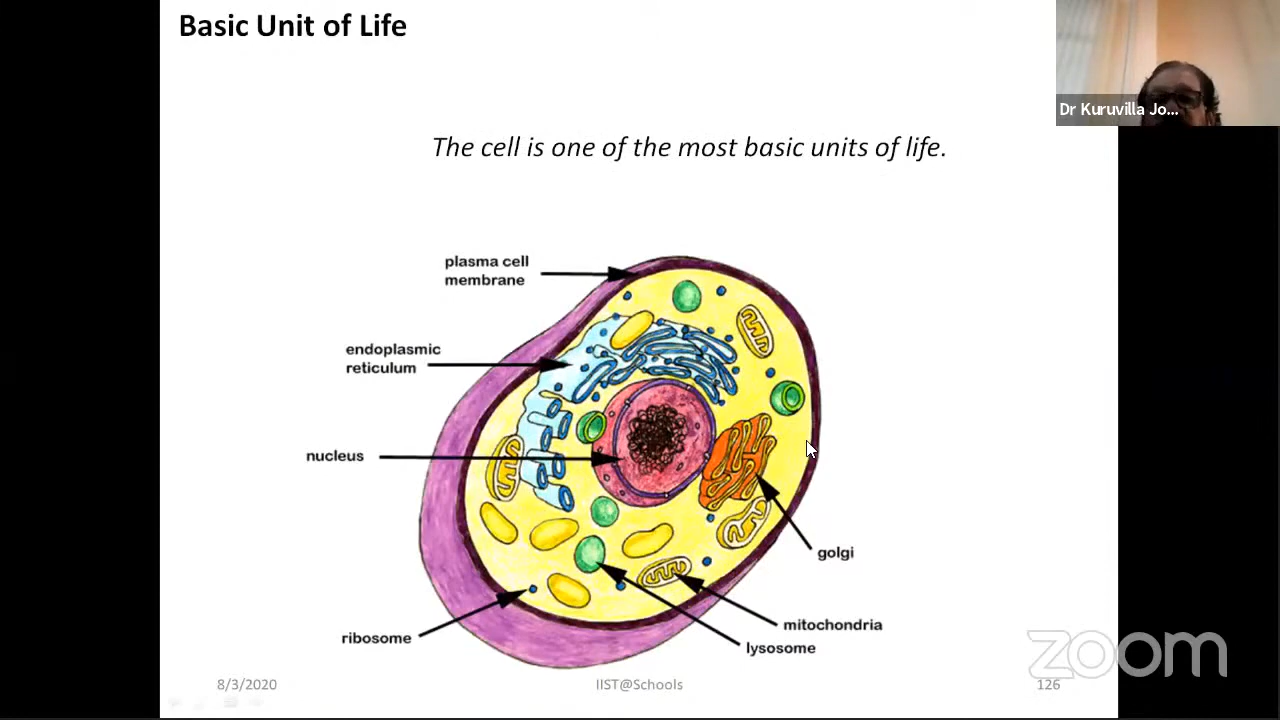 Basic Unit of Life
Dr Kuruvilla Jo...
The cell is one of the most basic units of life.
plasma cell
membrane
endoplasmic
reticulum
nucleus
golgi
mitochondria
ribosome
lysosome
zoom
8/3/2020
IIST@Schools
126